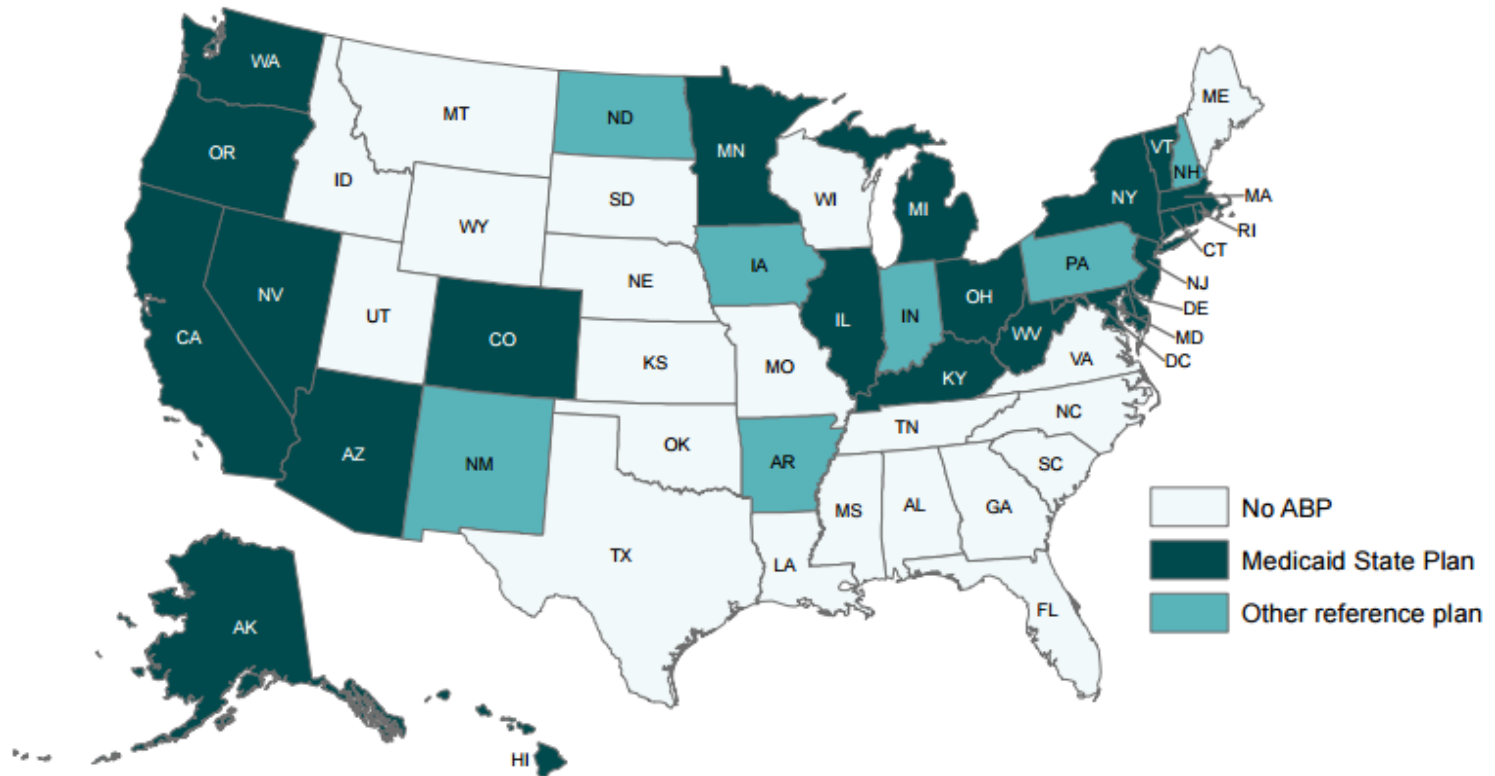 WA
MT
ND
MN
ME
OR
ID
SD
WI
MI
VT
NH
NY
MA
WY
RI
CT
IA
PA
NE
NJ
NV
UT
CO
IL
IN
OH
DE
CA
WV
MD
DC
KS
MO
KY
VA
NC
TN
AZ
NM
OK
AR
SC
MS
AL
GA
No ABP
TX
LA
Medicaid State Plan
FL
Other reference plan
AK
HI